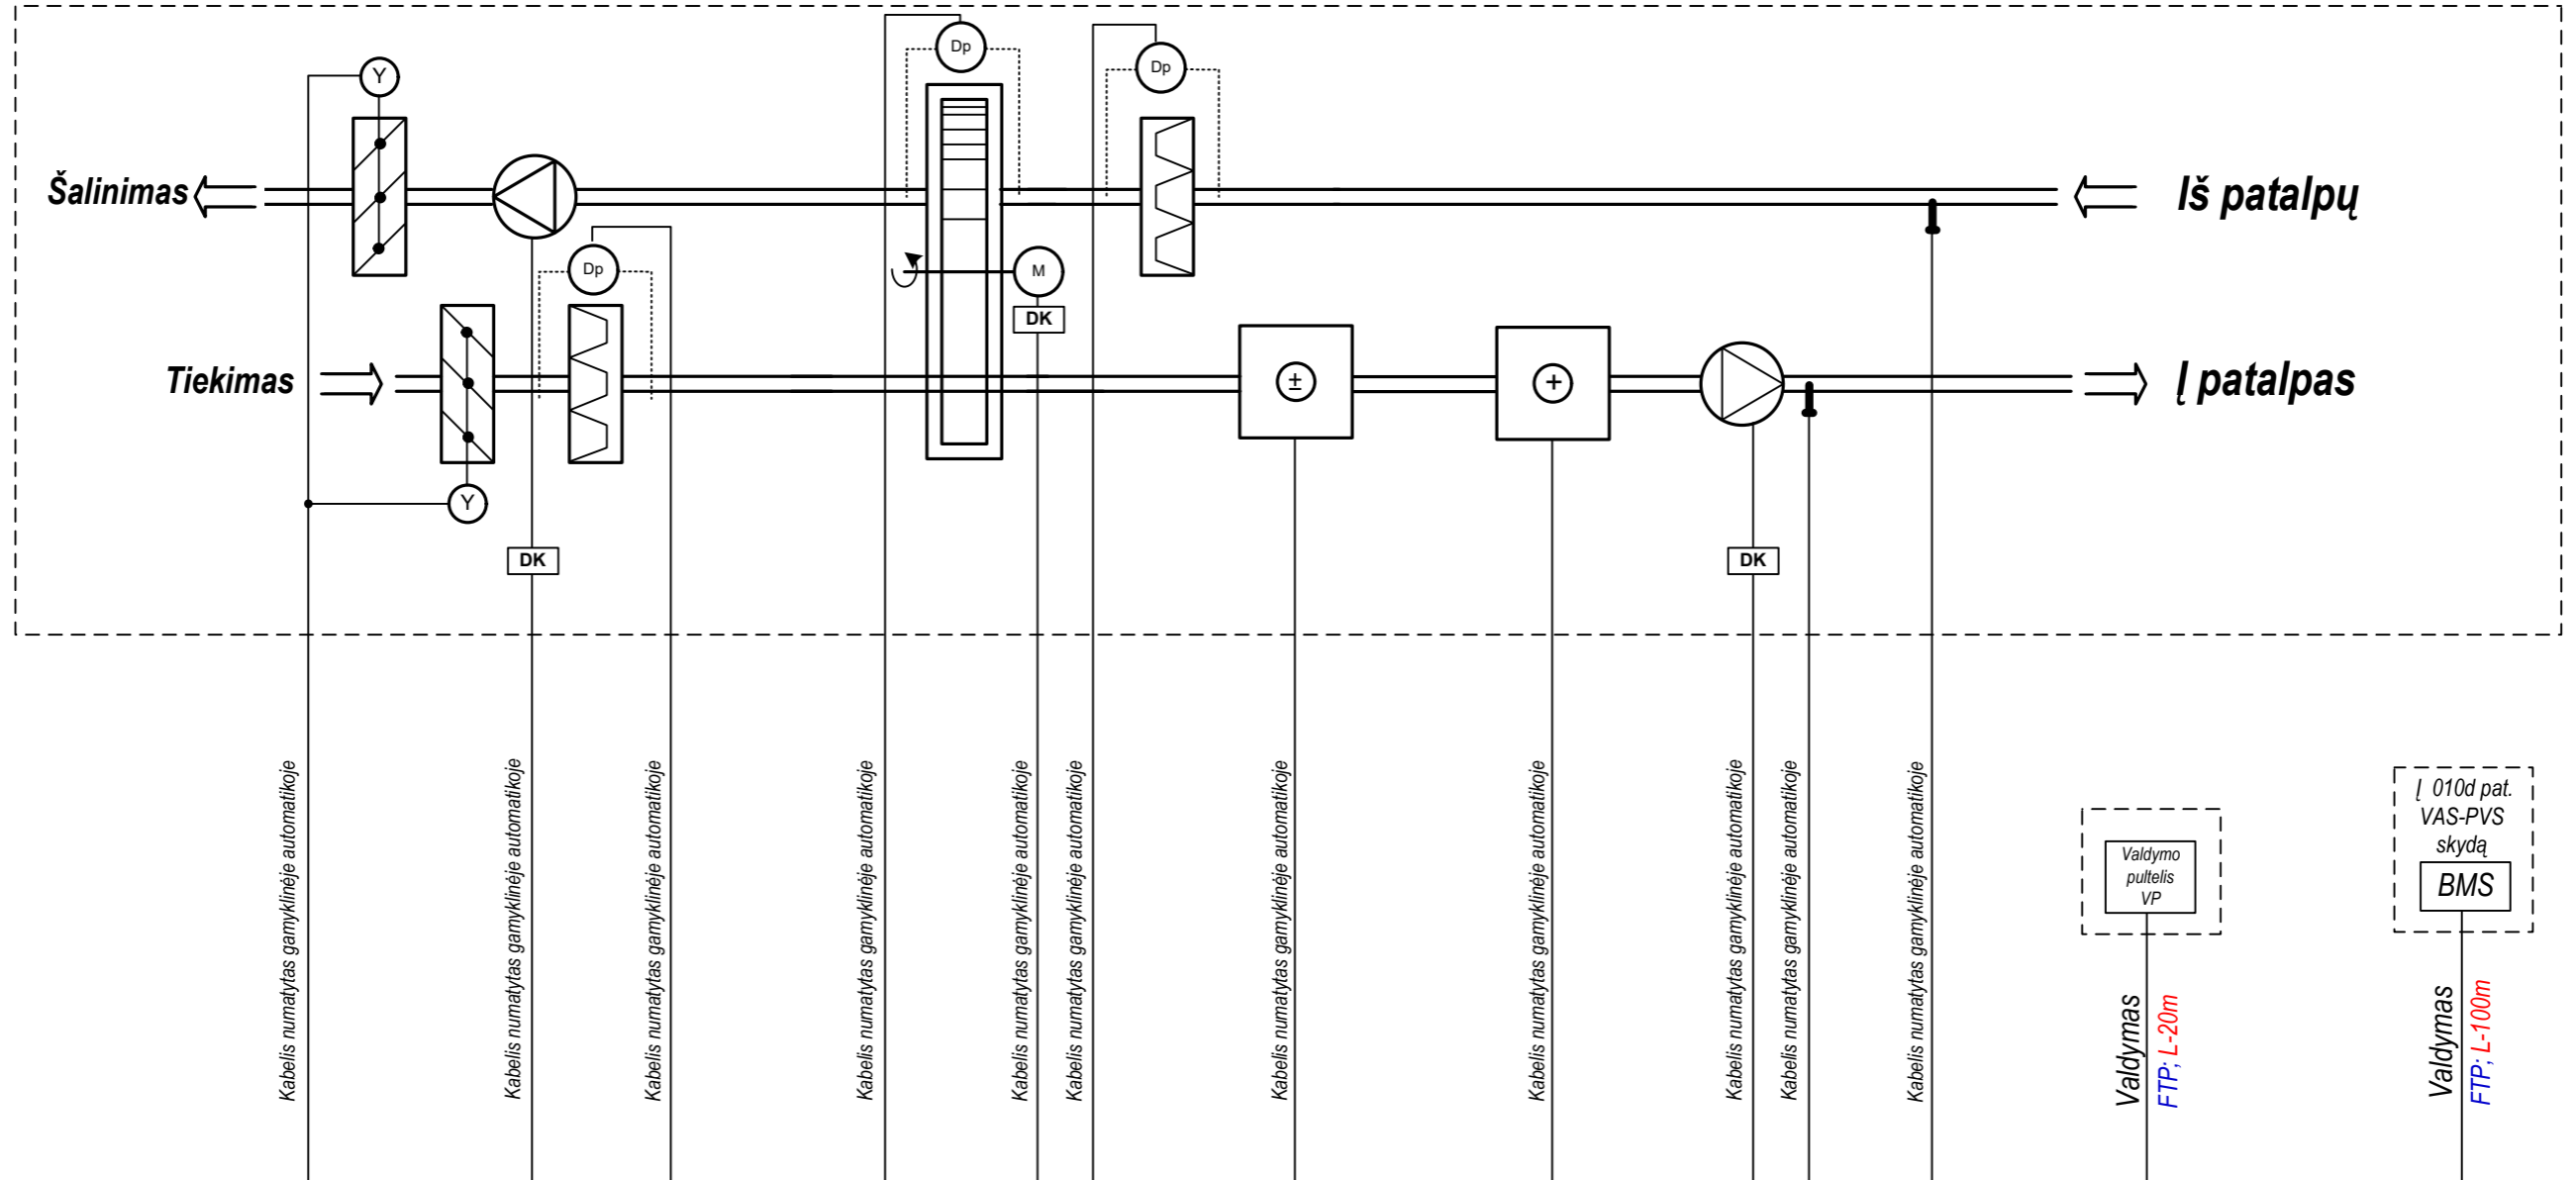 Dp
Dp
Y
Šalinimas
Iš patalpų
Dp
M
DK
Tiekimas
±
+
Į patalpas
Y
DK
DK
Kabelis numatytas gamyklinėje automatikoje
Kabelis numatytas gamyklinėje automatikoje
Kabelis numatytas gamyklinėje automatikoje
Kabelis numatytas gamyklinėje automatikoje
Kabelis numatytas gamyklinėje automatikoje
Kabelis numatytas gamyklinėje automatikoje
Kabelis numatytas gamyklinėje automatikoje
Kabelis numatytas gamyklinėje automatikoje
Kabelis numatytas gamyklinėje automatikoje
Kabelis numatytas gamyklinėje automatikoje
Kabelis numatytas gamyklinėje automatikoje
Valdymo
pultelis
VP
Valdymas
FTP; L-20m
Į 010d pat.
VAS-PVS
skydą
BMS
Valdymas
FTP; L-100m